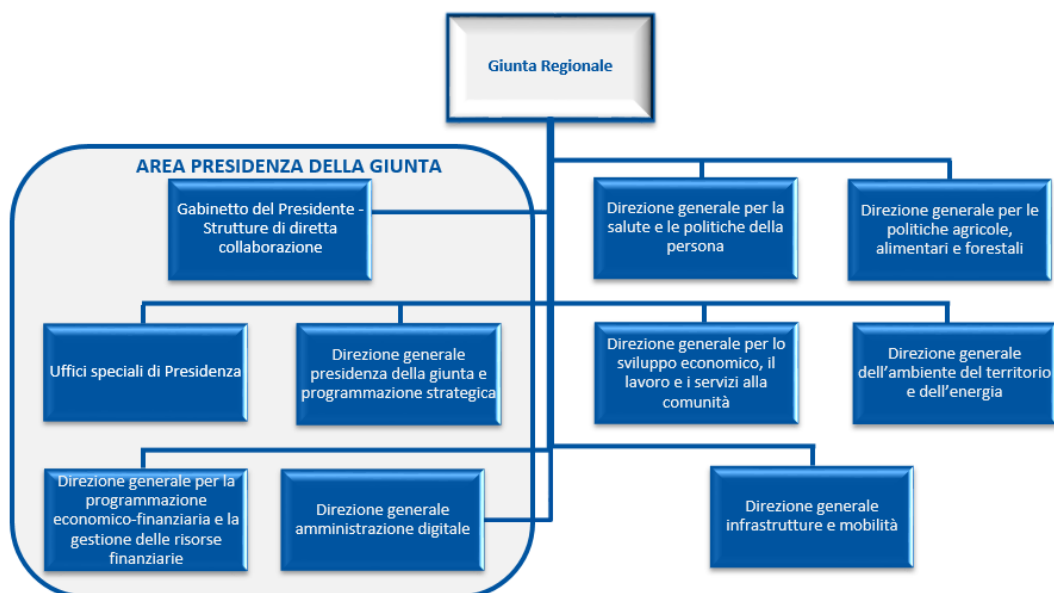 Giunta Regionale
AREA PRESIDENZA DELLA GIUNTA
Gabinetto del Presidente -
Strutture di diretta
collaborazione
Direzione generale per la
salute e le politiche della
persona
Direzione generale per le
politiche agricole,
alimentari e forestali
Uffici speciali di Presidenza
Direzione generale
presidenza della giunta e
programmazione strategica
Direzione generale per lo
sviluppo economico, il
lavoro e i servizi alla
comunità
Direzione generale
dell’ambiente del territorio
e dell’energia
Direzione generale per la
programmazione
economico-finanziaria e la
gestione delle risorse
finanziarie
Direzione generale
amministrazione digitale
Direzione generale
infrastrutture e mobilità